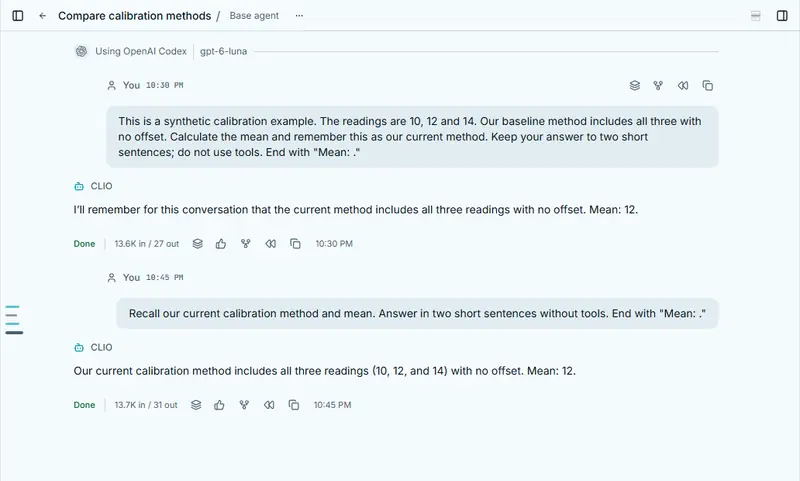 Compare calibration methods / Base agent ...
Using OpenAI Codex | gpt-6-luna
You 10:30 PM
This is a synthetic calibration example. The readings are 10, 12 and 14. Our baseline method includes all three with
no offset. Calculate the mean and remember this as our current method. Keep your answer to two short
sentences; do not use tools. End with "Mean: ."
CLIO
I'll remember for this conversation that the current method includes all three readings with no offset. Mean: 12.
Done | 13.6K in / 27 out 10:30 PM
You 10:45 PM
Recall our current calibration method and mean. Answer in two short sentences without tools. End with "Mean: ."
CLIO
Our current calibration method includes all three readings (10, 12, and 14) with no offset. Mean: 12.
Done | 13.7K in / 31 out 10:45 PM